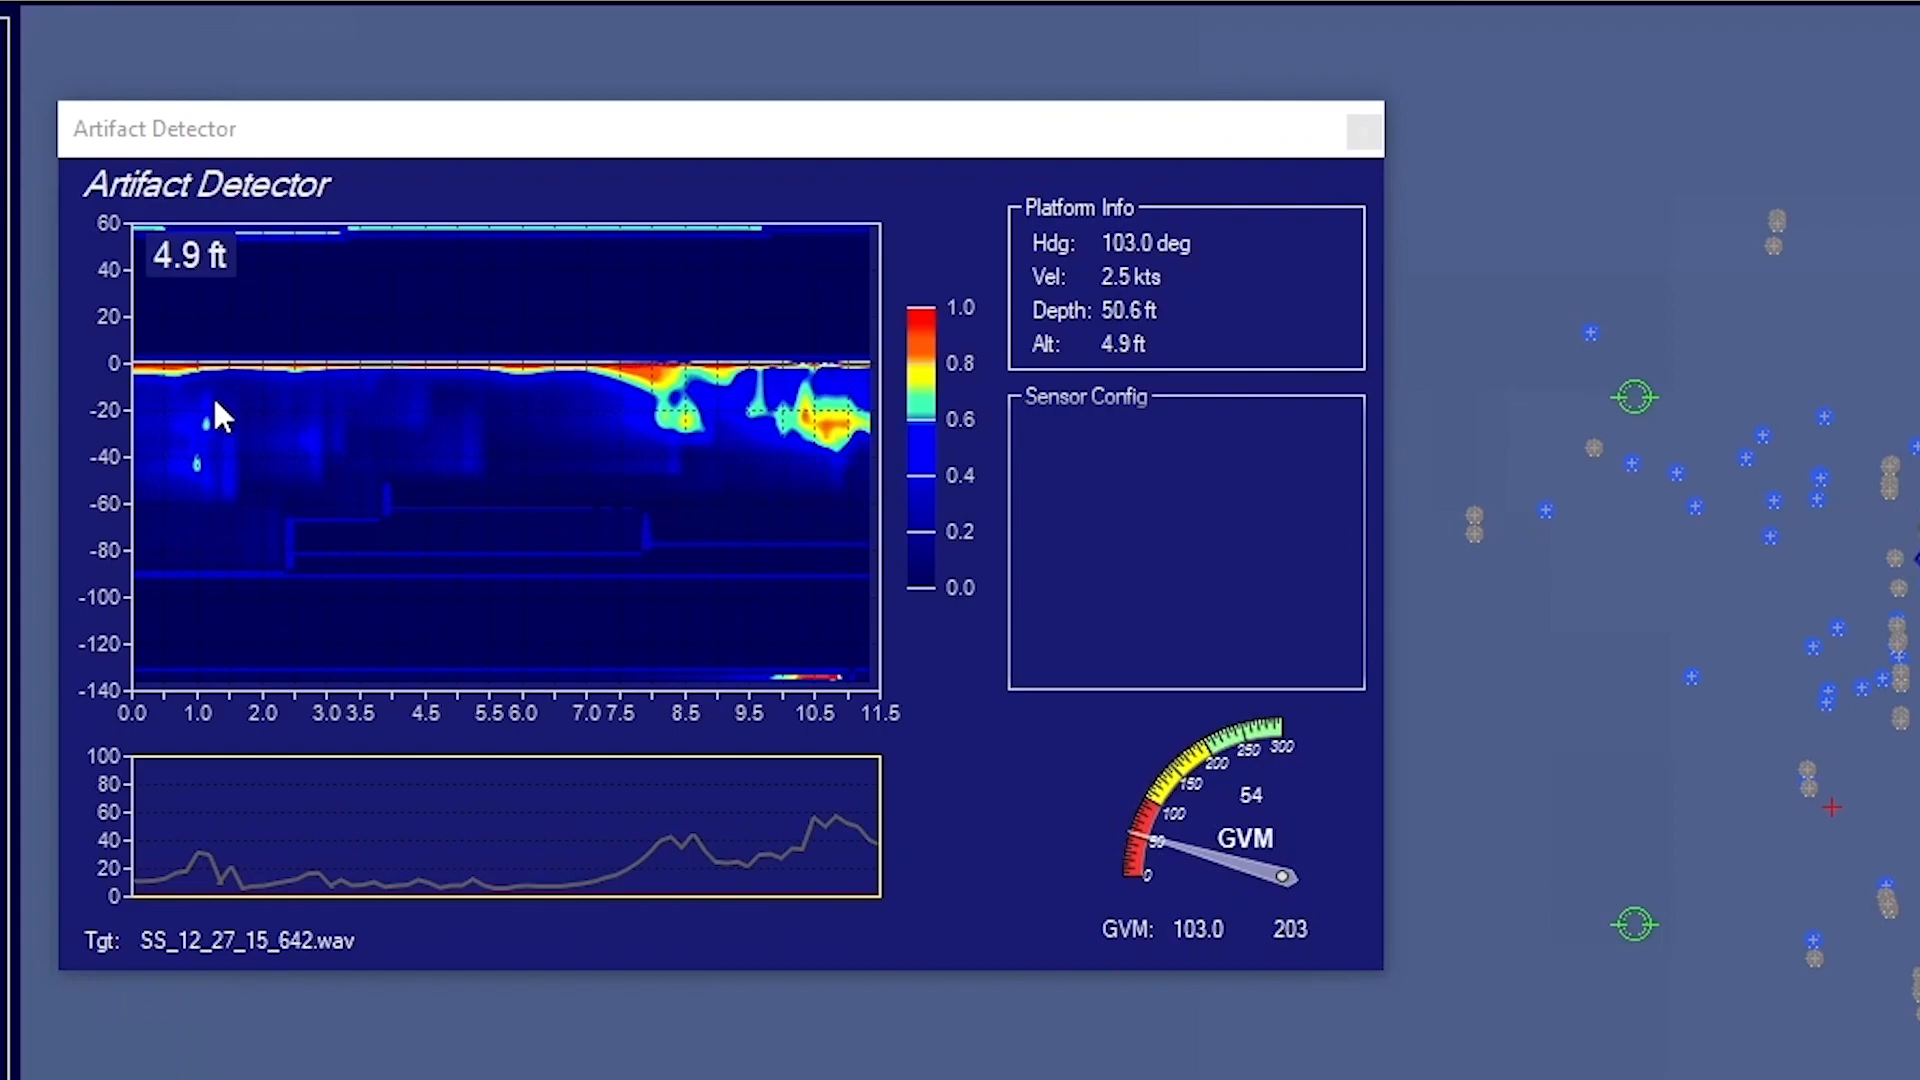 Artifact Detector
Artifact Detector
60
4.9 ft
40
20
0
-20
-40
-60
-80
-100
-120
-140
0.0 1.0 2.0 3.0 3.5 4.5 5.5 6.0 7.0 7.5 8.5 9.5 10.5 11.5
1.0
0.8
0.6
0.4
0.2
0.0
Platform Info
Hdg: 103.0 deg
Vel: 2.5 kts
Depth: 50.6 ft
Alt: 4.9 ft
Sensor Config
100
80
60
40
20
0
Tgt: SS_12_27_15_642.wav
0
50
100
150
200
250
300
54
GVM
GVM: 103.0 203